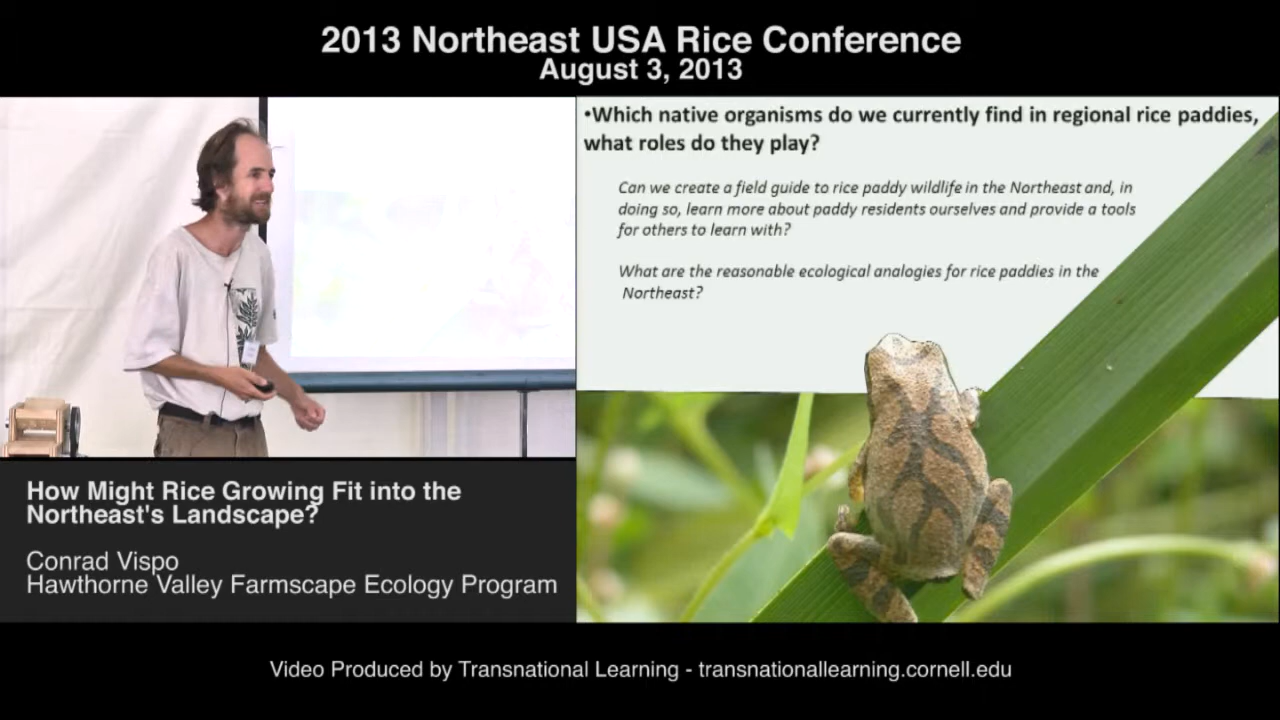 2013 Northeast USA Rice Conference
August 3, 2013
•Which native organisms do we currently find in regional rice paddies,
what roles do they play?
Can we create a field guide to rice paddy wildlife in the Northeast and, in
doing so, learn more about paddy residents ourselves and provide a tools
for others to learn with?
What are the reasonable ecological analogies for rice paddies in the
Northeast?
How Might Rice Growing Fit into the
Northeast's Landscape?
Conrad Vispo
Hawthorne Valley Farmscape Ecology Program
Video Produced by Transnational Learning - transnationallearning.cornell.edu